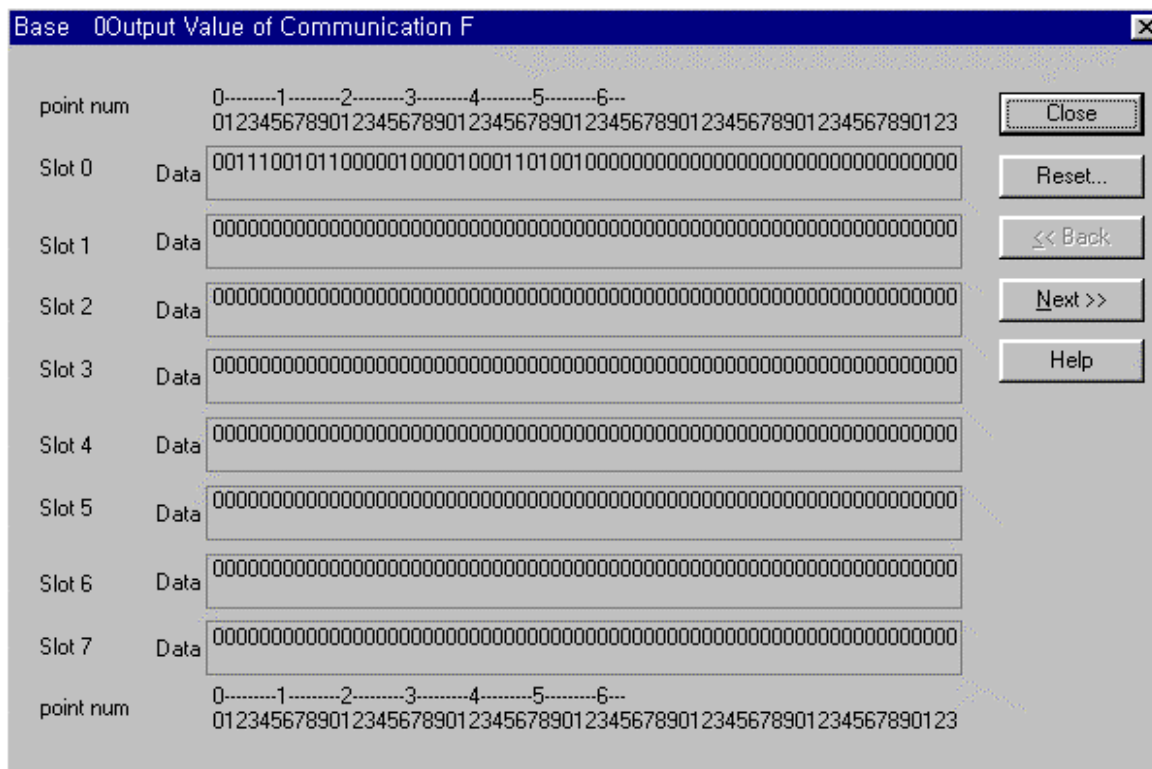 Base 0Output Value of Communication F
point num
0--------1--------2--------3--------4--------5--------6---
0123456789012345678901234567890123456789012345678901234567890123
Close
Slot 0 Data 0011100101100000100001000110100100000000000000000000000000000000
Reset...
Slot 1 Data 0000000000000000000000000000000000000000000000000000000000000000
<< Back
Slot 2 Data 0000000000000000000000000000000000000000000000000000000000000000
Next >>
Slot 3 Data 0000000000000000000000000000000000000000000000000000000000000000
Help
Slot 4 Data 0000000000000000000000000000000000000000000000000000000000000000
Slot 5 Data 0000000000000000000000000000000000000000000000000000000000000000
Slot 6 Data 0000000000000000000000000000000000000000000000000000000000000000
Slot 7 Data 0000000000000000000000000000000000000000000000000000000000000000
point num
0--------1--------2--------3--------4--------5--------6---
0123456789012345678901234567890123456789012345678901234567890123